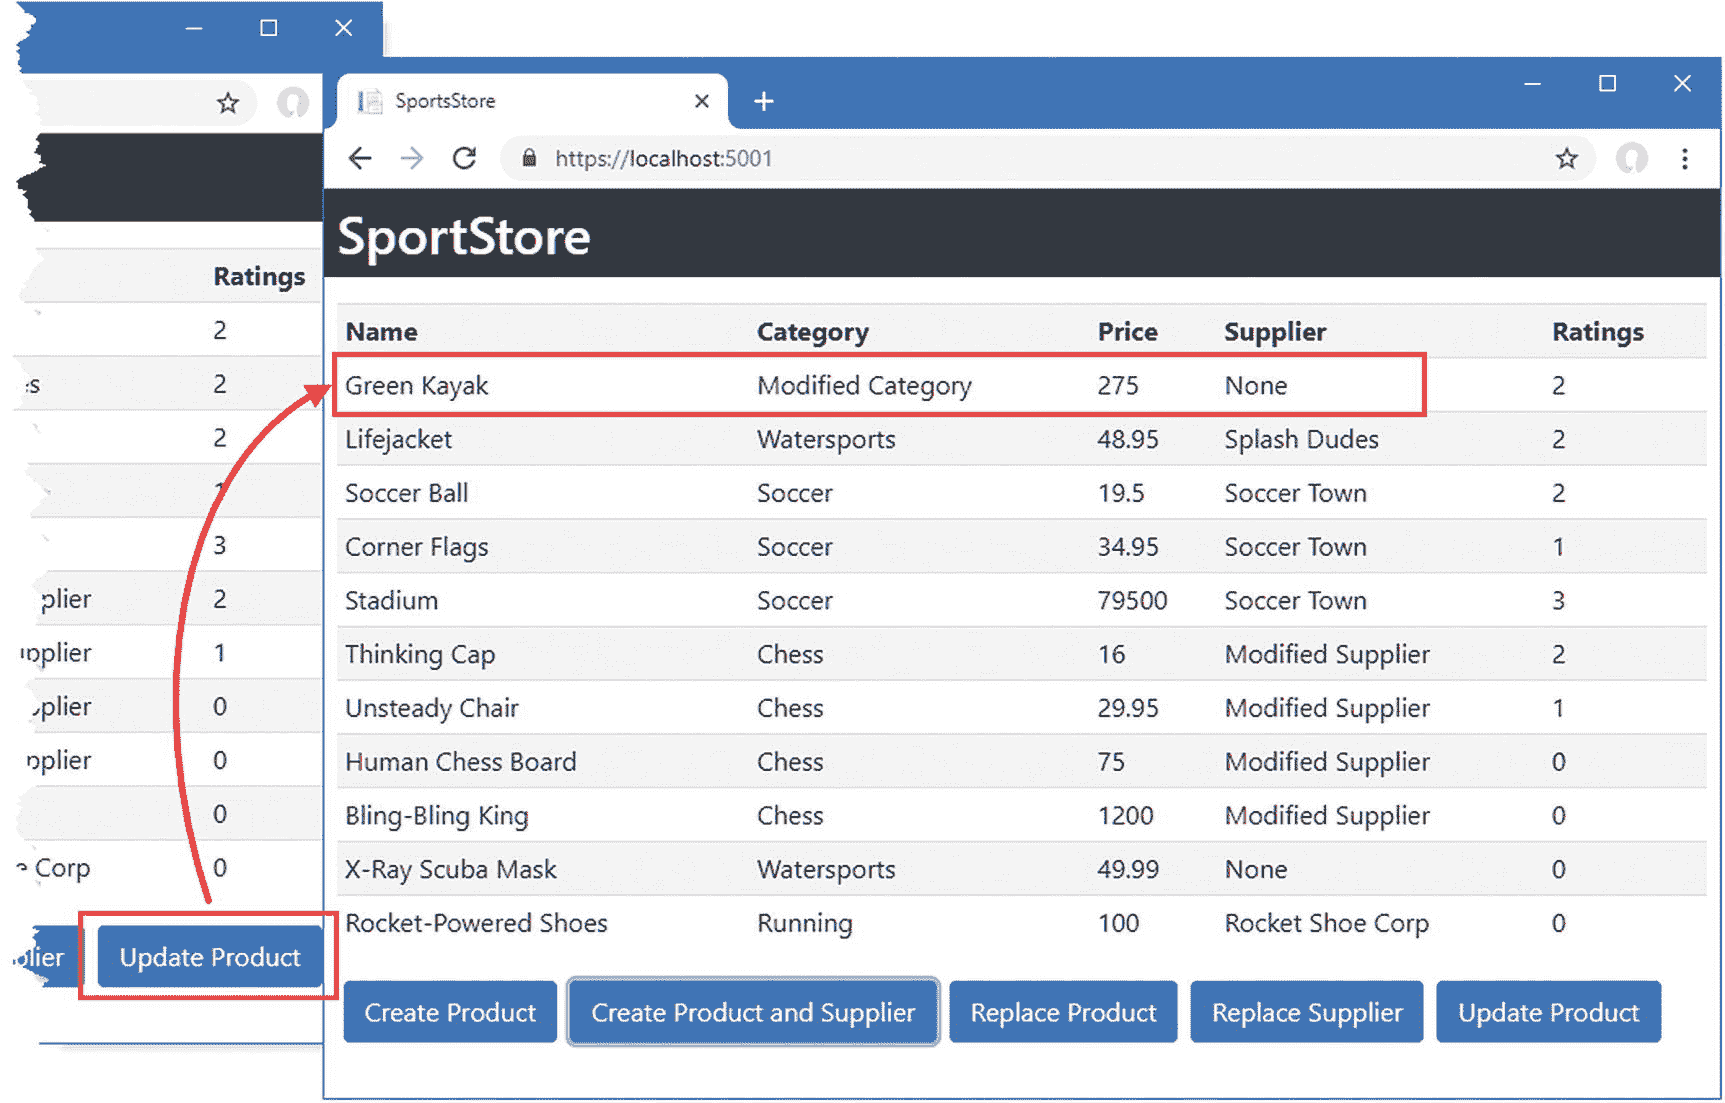 SportsStore
https://localhost:5001
SportStore
Ratings
2
2
2
3
2
1
0
0
0
Corp 0
Update Product
Name Category Price Supplier Ratings
Green Kayak Modified Category 275 None 2
Lifejacket Watersports 48.95 Splash Dudes 2
Soccer Ball Soccer 19.5 Soccer Town 2
Corner Flags Soccer 34.95 Soccer Town 1
Stadium Soccer 79500 Soccer Town 3
Thinking Cap Chess 16 Modified Supplier 2
Unsteady Chair Chess 29.95 Modified Supplier 1
Human Chess Board Chess 75 Modified Supplier 0
Bling-Bling King Chess 1200 Modified Supplier 0
X-Ray Scuba Mask Watersports 49.99 None 0
Rocket-Powered Shoes Running 100 Rocket Shoe Corp 0
Create Product Create Product and Supplier Replace Product Replace Supplier Update Product